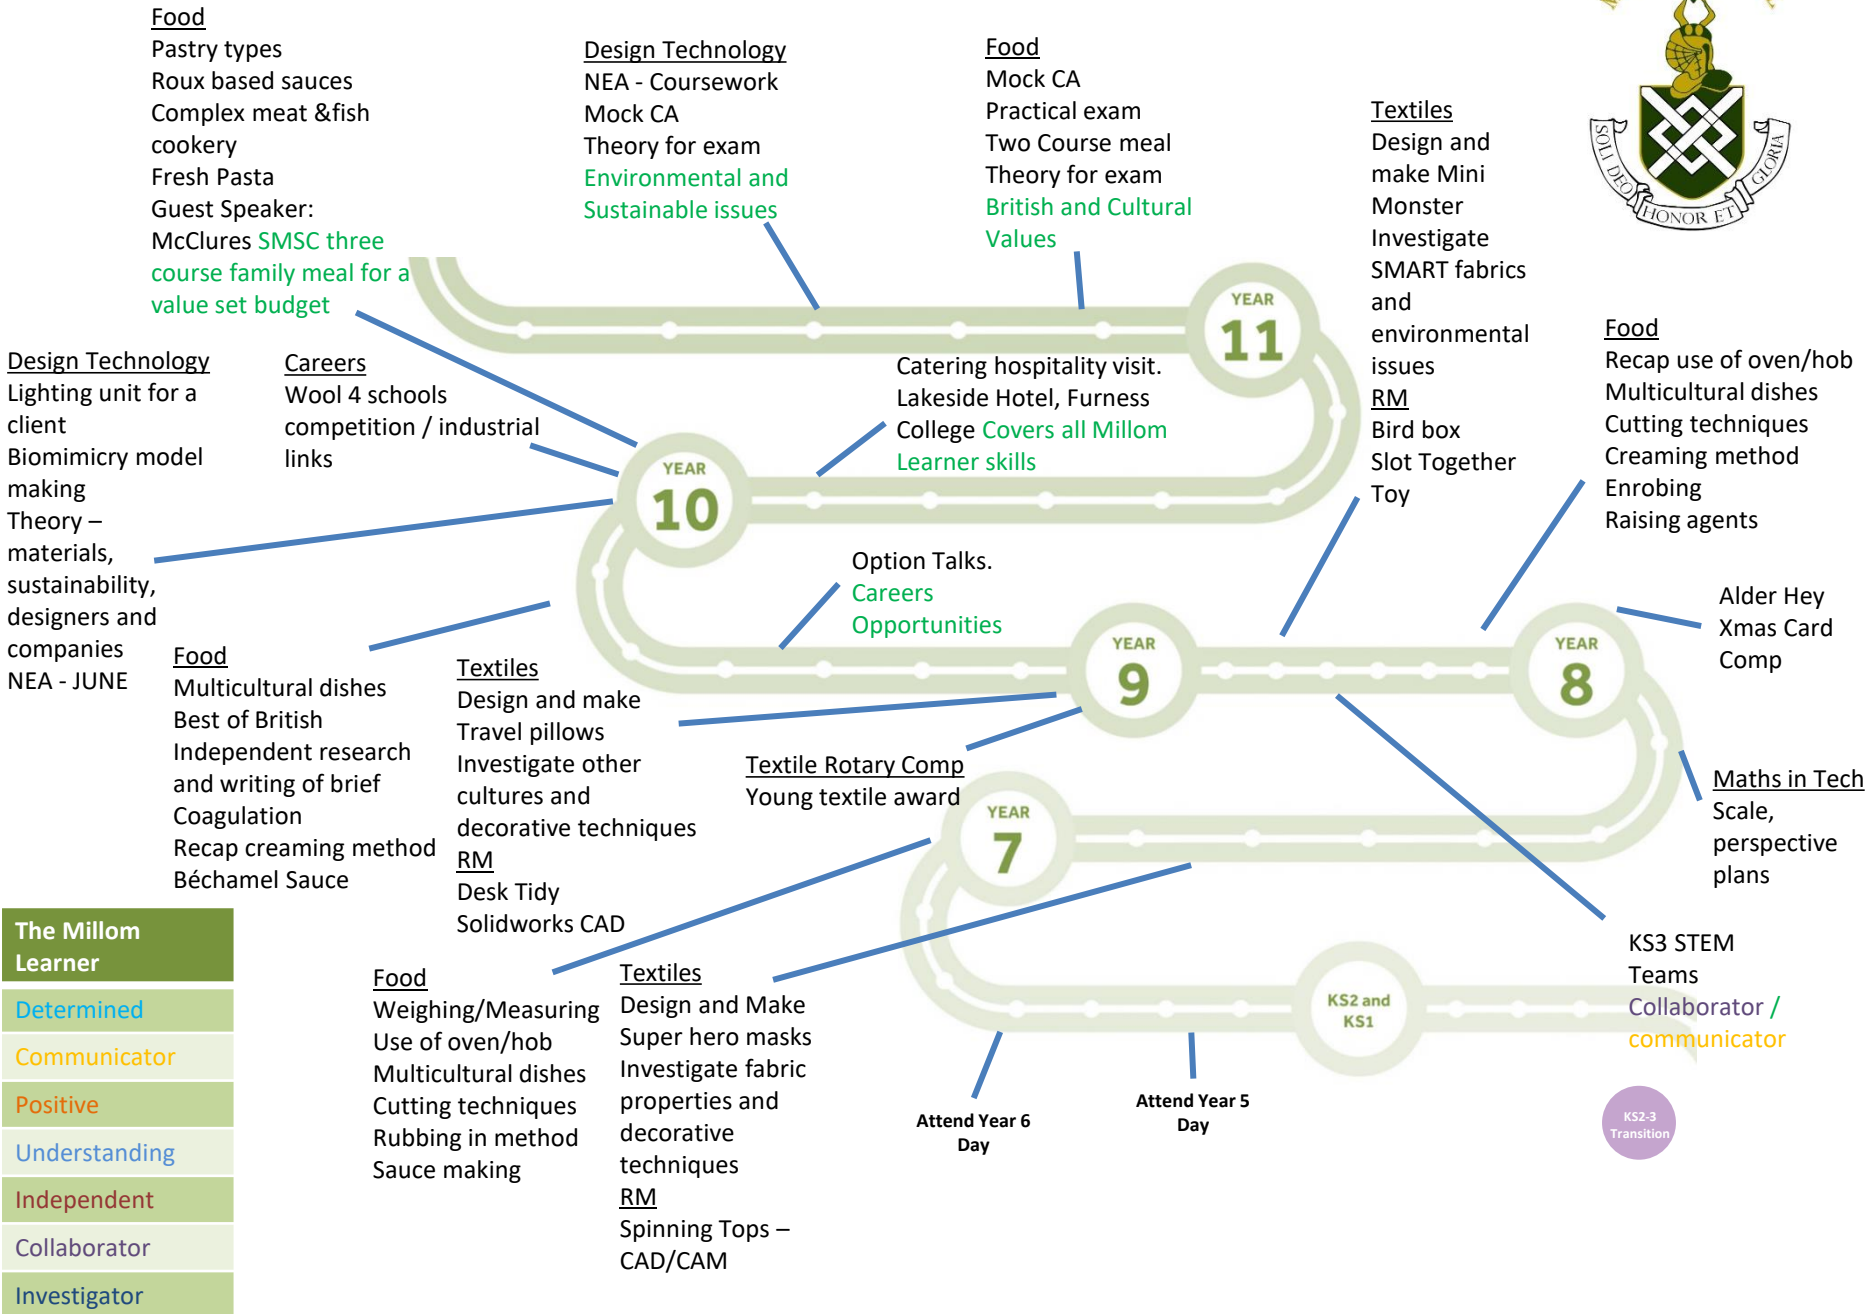 Food
Pastry types
Roux based sauces
Complex meat &fish
cookery
Fresh Pasta
Guest Speaker:
McClures SMSC three
course family meal for a
value set budget
Design Technology
NEA - Coursework
Mock CA
Theory for exam
Environmental and
Sustainable issues
Food
Mock CA
Practical exam
Two Course meal
Theory for exam
British and Cultural
Values
Textiles
Design and
make Mini
Monster
Investigate
SMART fabrics
and
environmental
issues
RM
Bird box
Slot Together
Toy
SOLI DEO
HONOR ET
GLORIA
YEAR
11
Food
Recap use of oven/hob
Multicultural dishes
Cutting techniques
Creaming method
Enrobing
Raising agents
Design Technology
Lighting unit for a
client
Biomimicry model
making
Theory –
materials,
sustainability,
designers and
companies
NEA - JUNE
Careers
Wool 4 schools
competition / industrial
links
Catering hospitality visit.
Lakeside Hotel, Furness
College Covers all Millom
Learner skills
YEAR
10
Option Talks.
Careers
Opportunities
YEAR
9
YEAR
8
Alder Hey
Xmas Card
Comp
Food
Multicultural dishes
Best of British
Independent research
and writing of brief
Coagulation
Recap creaming method
Béchamel Sauce
Textiles
Design and make
Travel pillows
Investigate other
cultures and
decorative techniques
RM
Desk Tidy
Solidworks CAD
Textile Rotary Comp
Young textile award
YEAR
7
Maths in Tech
Scale,
perspective
plans
KS3 STEM
Teams
Collaborator /
communicator
The Millom
Learner
Determined
Communicator
Positive
Understanding
Independent
Collaborator
Investigator
Food
Weighing/Measuring
Use of oven/hob
Multicultural dishes
Cutting techniques
Rubbing in method
Sauce making
Textiles
Design and Make
Super hero masks
Investigate fabric
properties and
decorative
techniques
RM
Spinning Tops –
CAD/CAM
KS2 and
KS1
Attend Year 6
Day
Attend Year 5
Day
KS2-3
Transition